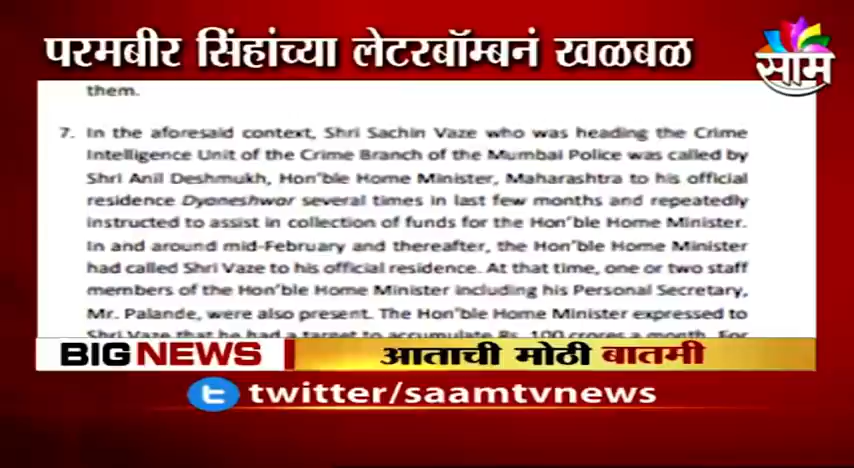 परमबीर सिंहांच्या लेटरबॉम्बनं खळबळ
साम
them.
7. In the aforesaid context, Shri Sachin Vaze who was heading the Crime
Intelligence Unit of the Crime Branch of the Mumbai Police was called by
Shri Anil Deshmukh, Hon'ble Home Minister, Maharashtra to his official
residence Dyaneshwar several times in last few months and repeatedly
instructed to assist in collection of funds for the Hon'ble Home Minister.
In and around mid-February and thereafter, the Hon'ble Home Minister
had called Shri Vaze to his official residence. At that time, one or two staff
members of the Hon'ble Home Minister including his Personal Secretary,
Mr. Palande, were also present. The Hon'ble Home Minister expressed to
Shri Vaze that he had a target to accumulate Rs. 100 crores a month. For
BIG NEWS
आताची मोठी बातमी
twitter/saamtvnews